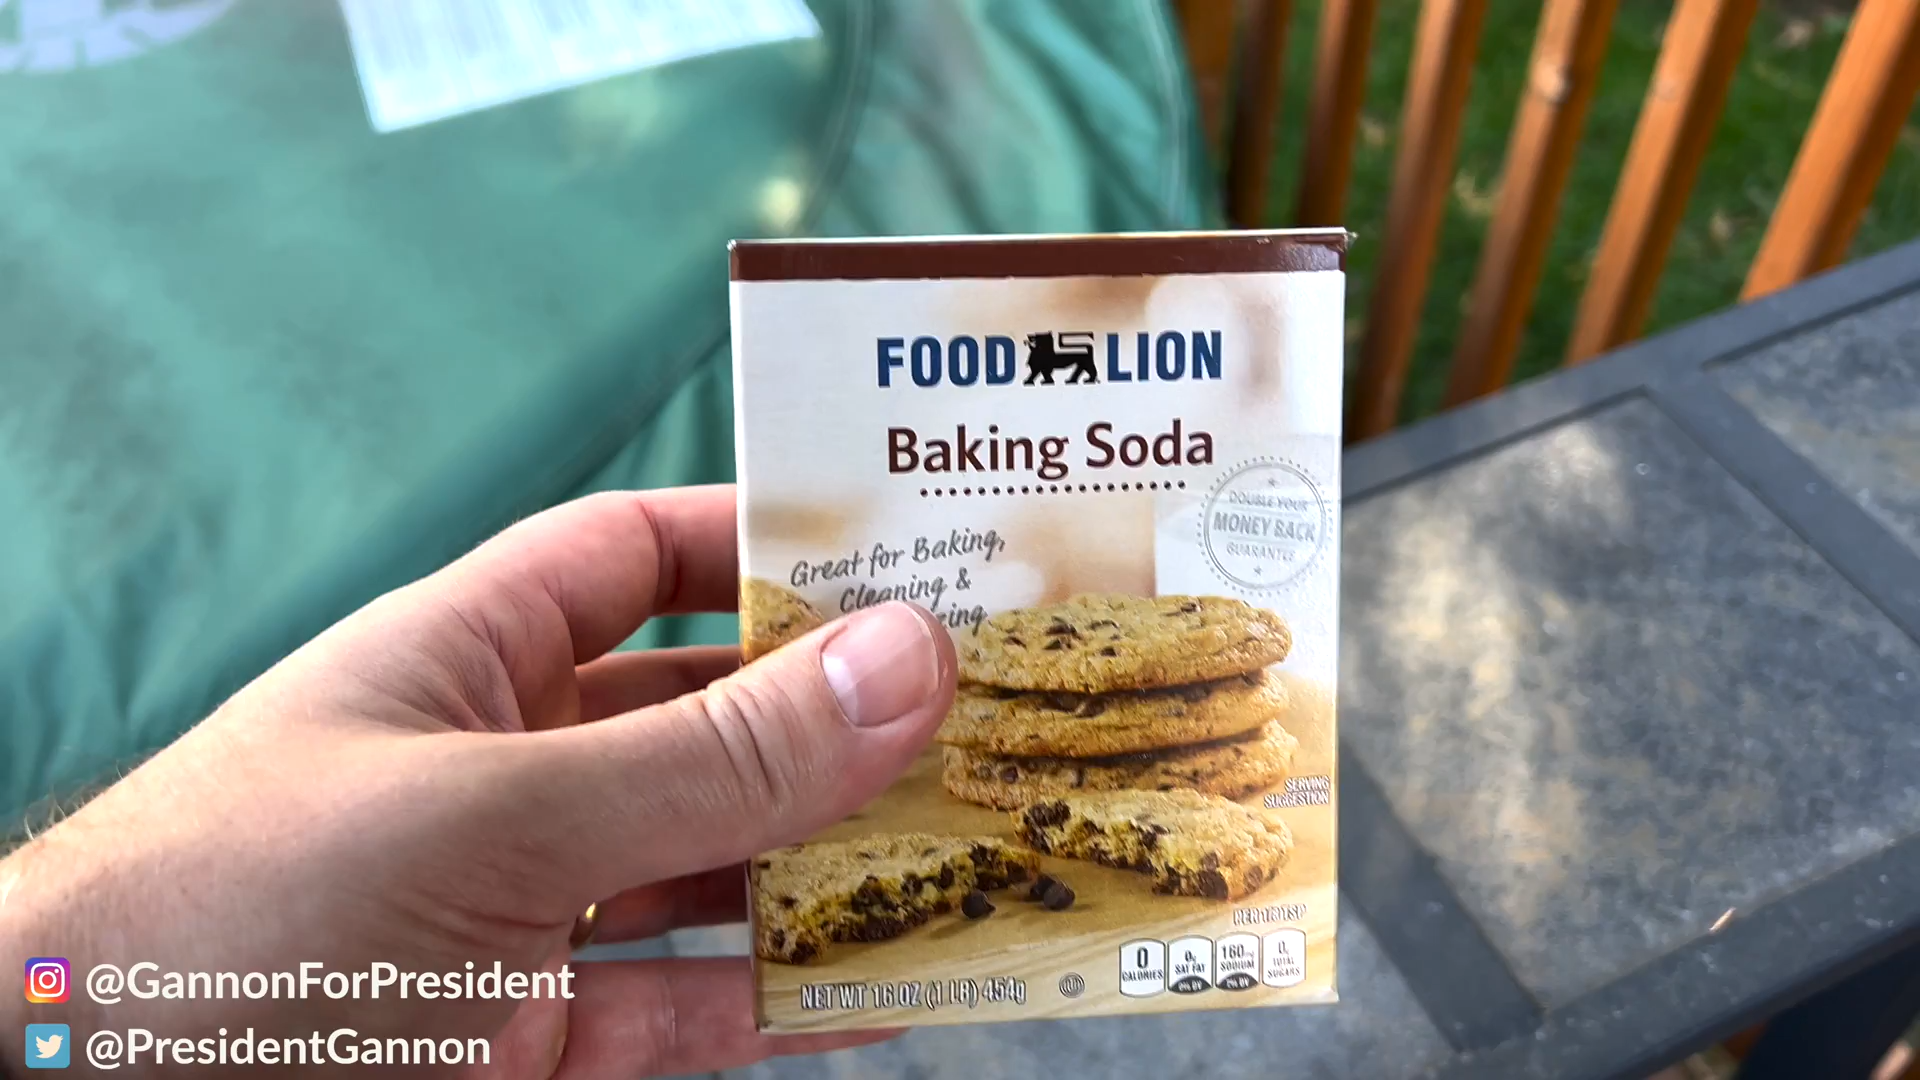 FOOD LION
Baking Soda
DOUBLE YOUR
MONEY BACK
GUARANTEE
Great for Baking,
Cleaning &
SERVING
SUGGESTION
PER 1/8 TSP
0
CALORIES
0g
SAT FAT
0% DV
160mg
SODIUM
7% DV
0g
TOTAL
SUGARS
NET WT 16 OZ (1 LB) 454g
@GannonForPresident
@PresidentGannon